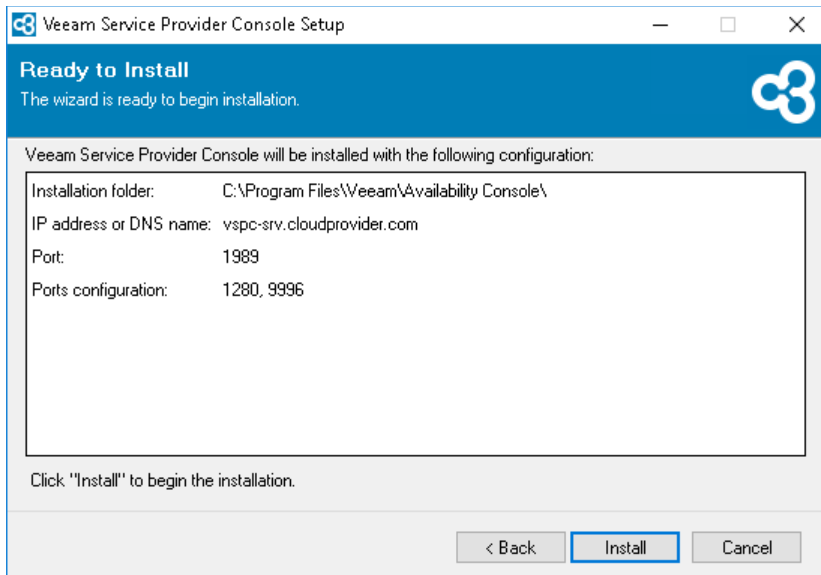 Veeam Service Provider Console Setup
Ready to Install
The wizard is ready to begin installation.
Veeam Service Provider Console will be installed with the following configuration:
Installation folder: C:\Program Files\Veeam\Availability Console\
IP address or DNS name: vspc-srv.cloudprovider.com
Port: 1989
Ports configuration: 1280, 9996
Click "Install" to begin the installation.
< Back Install Cancel